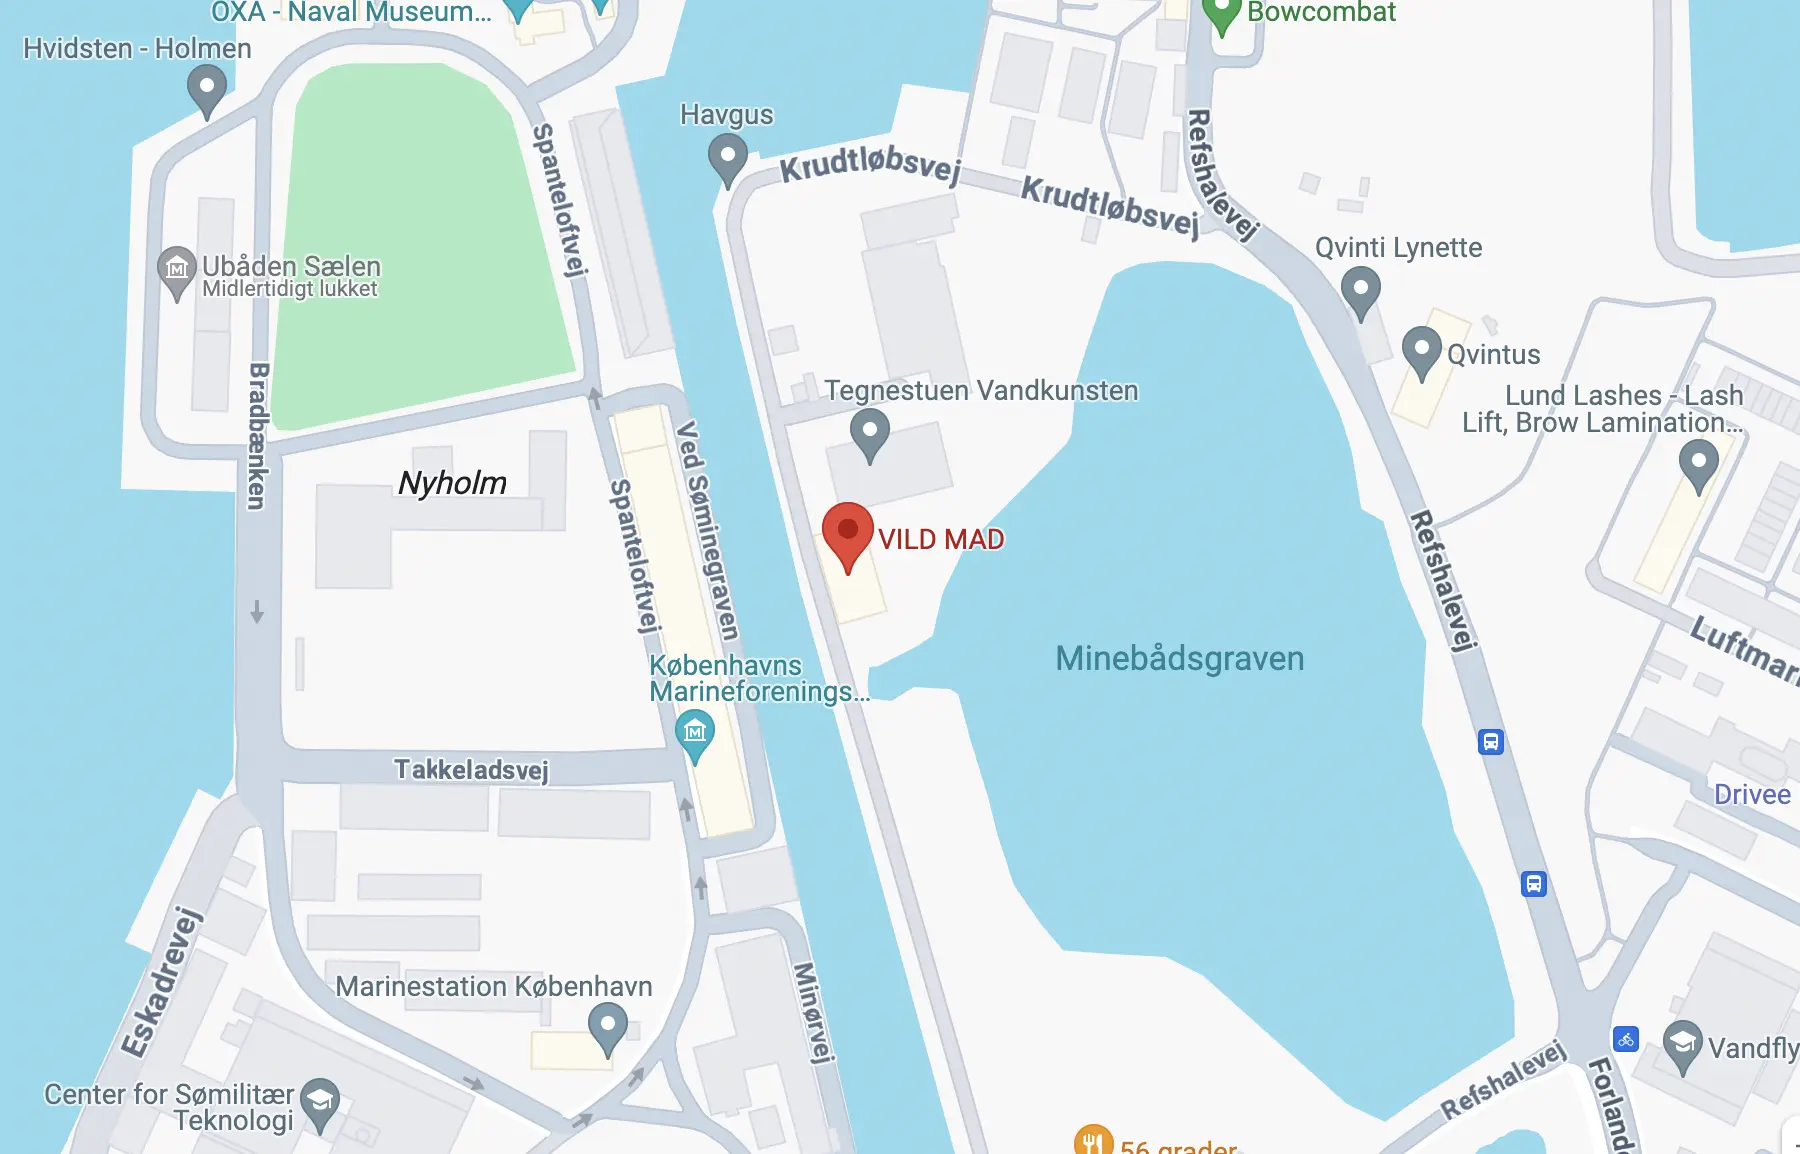 OXA - Naval Museum...
Bowcombat
Hvidsten - Holmen
Havgus
Krudtløbsvej
Krudtløbsvej
Refshalevej
Spanteloftvej
Qvinti Lynette
Ubåden Sælen
Midlertidigt lukket
Qvintus
Tegnestuen Vandkunsten
Lund Lashes - Lash
Lift, Brow Lamination...
Bradbænken
Nyholm
Ved Søminegraven
Spanteloftvej
VILD MAD
Refshalevej
Minebådsgraven
Københavns
Marineforenings...
Takkeladsvej
Drivee
Eskadrevej
Marinestation København
Minørvej
Center for Sømilitær
Teknologi
Refshalevej
Vandfly
56 grader